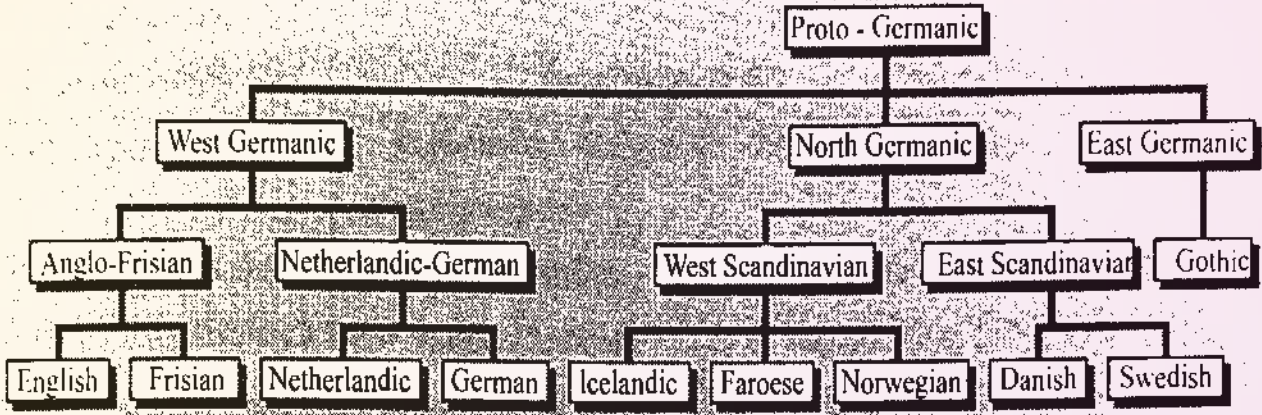 Proto - Germanic
West Germanic
North Germanic
East Germanic
Anglo-Frisian
Netherlandic-German
West Scandinavian
East Scandinavian
Gothic
English
Frisian
Netherlandic
German
Icelandic
Faroese
Norwegian
Danish
Swedish